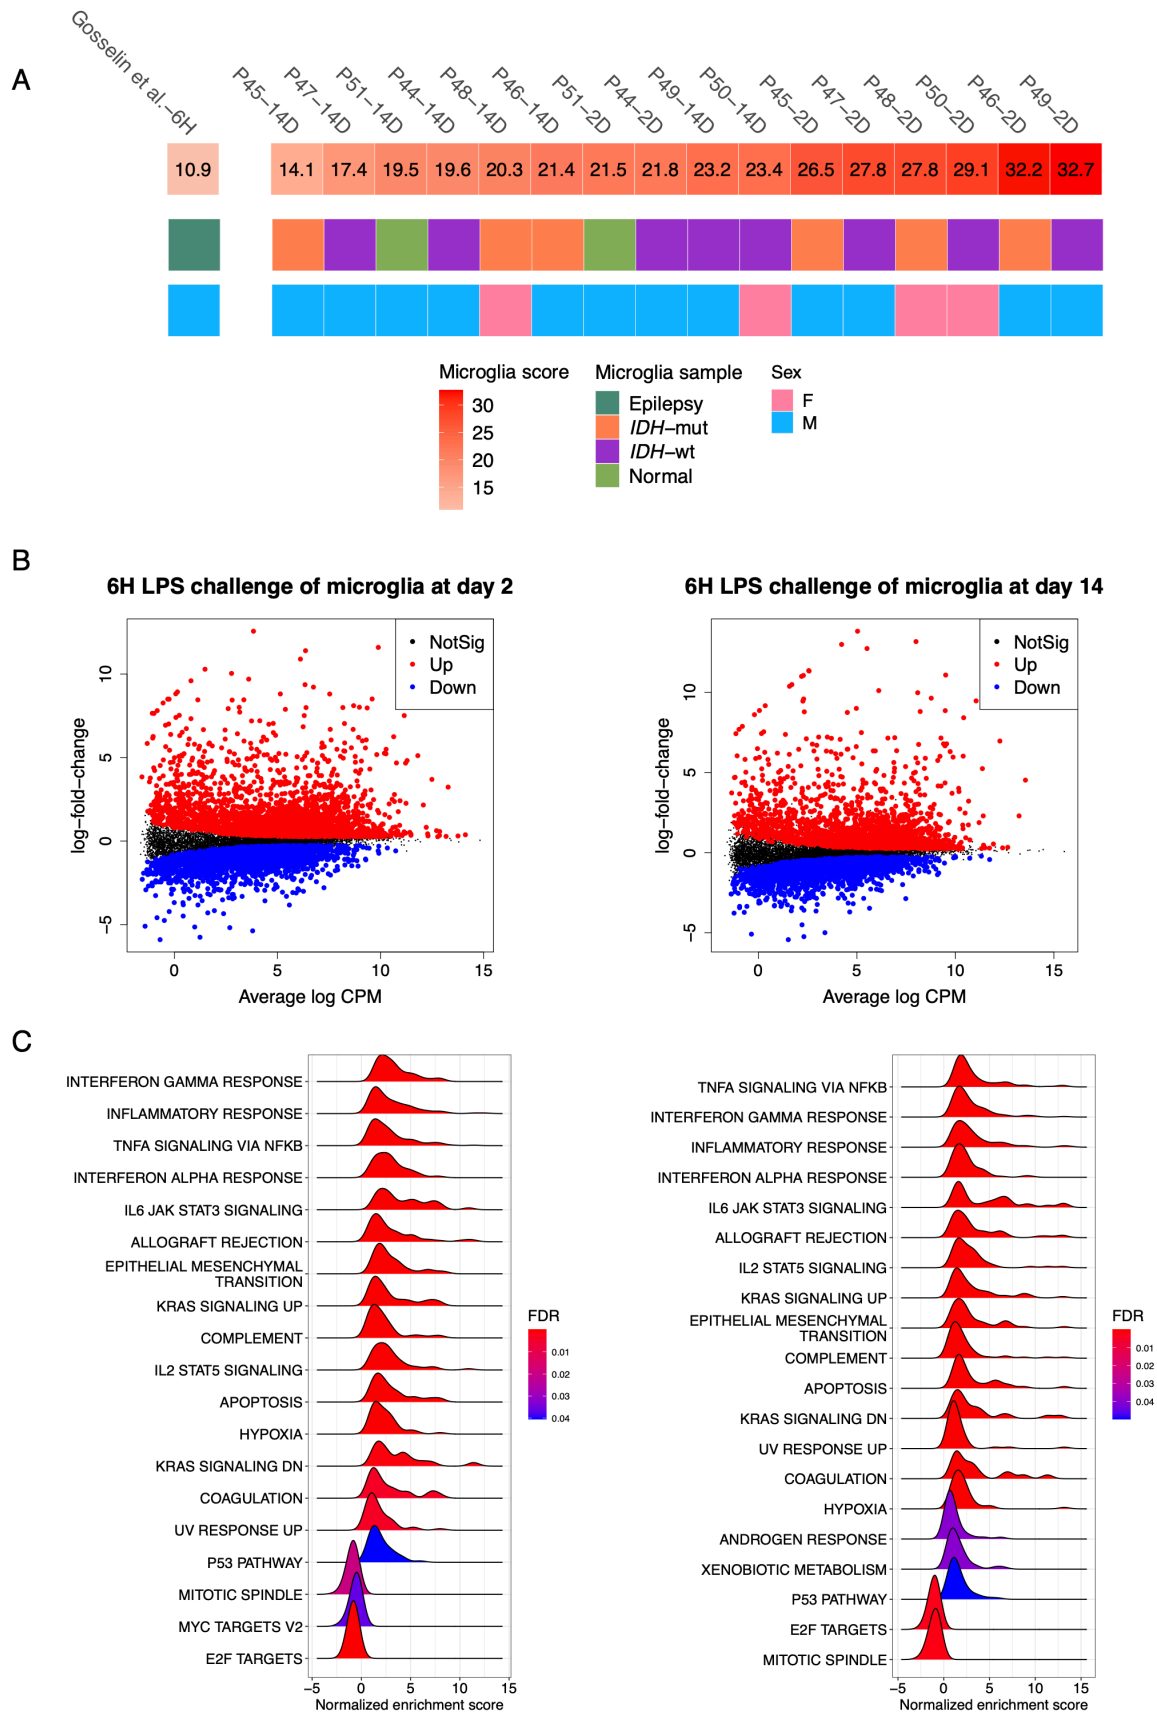 A
Gosselin et al.−6H
P45−14D
P47−14D
P51−14D
P44−14D
P48−14D
P46−14D
P51−2D
P44−2D
P49−14D
P50−14D
P45−2D
P47−2D
P48−2D
P50−2D
P46−2D
P49−2D
10.9 14.1 17.4 19.5 19.6 20.3 21.4 21.5 21.8 23.2 23.4 26.5 27.8 27.8 29.1 32.2 32.7
Microglia score
30
25
20
15
Microglia sample
Epilepsy
IDH−mut
IDH−wt
Normal
Sex
F
M
B
6H LPS challenge of microglia at day 2
NotSig
Up
Down
log−fold−change
10
5
0
−5
0 5 10 15
Average log CPM
6H LPS challenge of microglia at day 14
NotSig
Up
Down
log−fold−change
10
5
0
−5
0 5 10 15
Average log CPM
C
INTERFERON GAMMA RESPONSE
INFLAMMATORY RESPONSE
TNFA SIGNALING VIA NFKB
INTERFERON ALPHA RESPONSE
IL6 JAK STAT3 SIGNALING
ALLOGRAFT REJECTION
EPITHELIAL MESENCHYMAL
TRANSITION
KRAS SIGNALING UP
COMPLEMENT
IL2 STAT5 SIGNALING
APOPTOSIS
HYPOXIA
KRAS SIGNALING DN
COAGULATION
UV RESPONSE UP
P53 PATHWAY
MITOTIC SPINDLE
MYC TARGETS V2
E2F TARGETS
−5 0 5 10 15
Normalized enrichment score
FDR
0.01
0.02
0.03
0.04
TNFA SIGNALING VIA NFKB
INTERFERON GAMMA RESPONSE
INFLAMMATORY RESPONSE
INTERFERON ALPHA RESPONSE
IL6 JAK STAT3 SIGNALING
ALLOGRAFT REJECTION
IL2 STAT5 SIGNALING
KRAS SIGNALING UP
EPITHELIAL MESENCHYMAL
TRANSITION
COMPLEMENT
APOPTOSIS
KRAS SIGNALING DN
UV RESPONSE UP
COAGULATION
HYPOXIA
ANDROGEN RESPONSE
XENOBIOTIC METABOLISM
P53 PATHWAY
E2F TARGETS
MITOTIC SPINDLE
−5 0 5 10 15
Normalized enrichment score
FDR
0.01
0.02
0.03
0.04